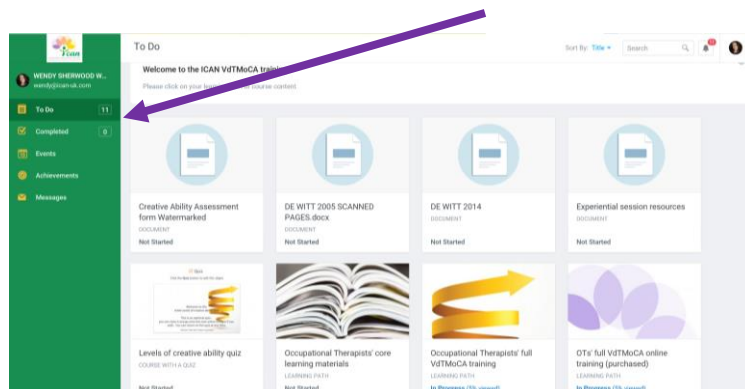 ican
To Do
Sort By: Title
Search
WENDY SHERWOOD W...
wendy@ican-uk.com
Welcome to the ICAN VdTMoCA
Please click on your
course content
To Do 11
Completed 0
Events
Achievements
Messages
Creative Ability Assessment
form Watermarked
DOCUMENT
Not Started
DE WITT 2005 SCANNED
PAGES.docx
DOCUMENT
Not Started
DE WITT 2014
DOCUMENT
Not Started
Experiential session resources
DOCUMENT
Not Started
Levels of creative ability quiz
COURSE WITH A QUIZ
Not Started
Occupational Therapists' core
learning materials
LEARNING PATH
Not Started
Occupational Therapists' full
VdTMoCA training
LEARNING PATH
In Progress
OTs' full VdTMoCA online
training (purchased)
LEARNING PATH
In Progress